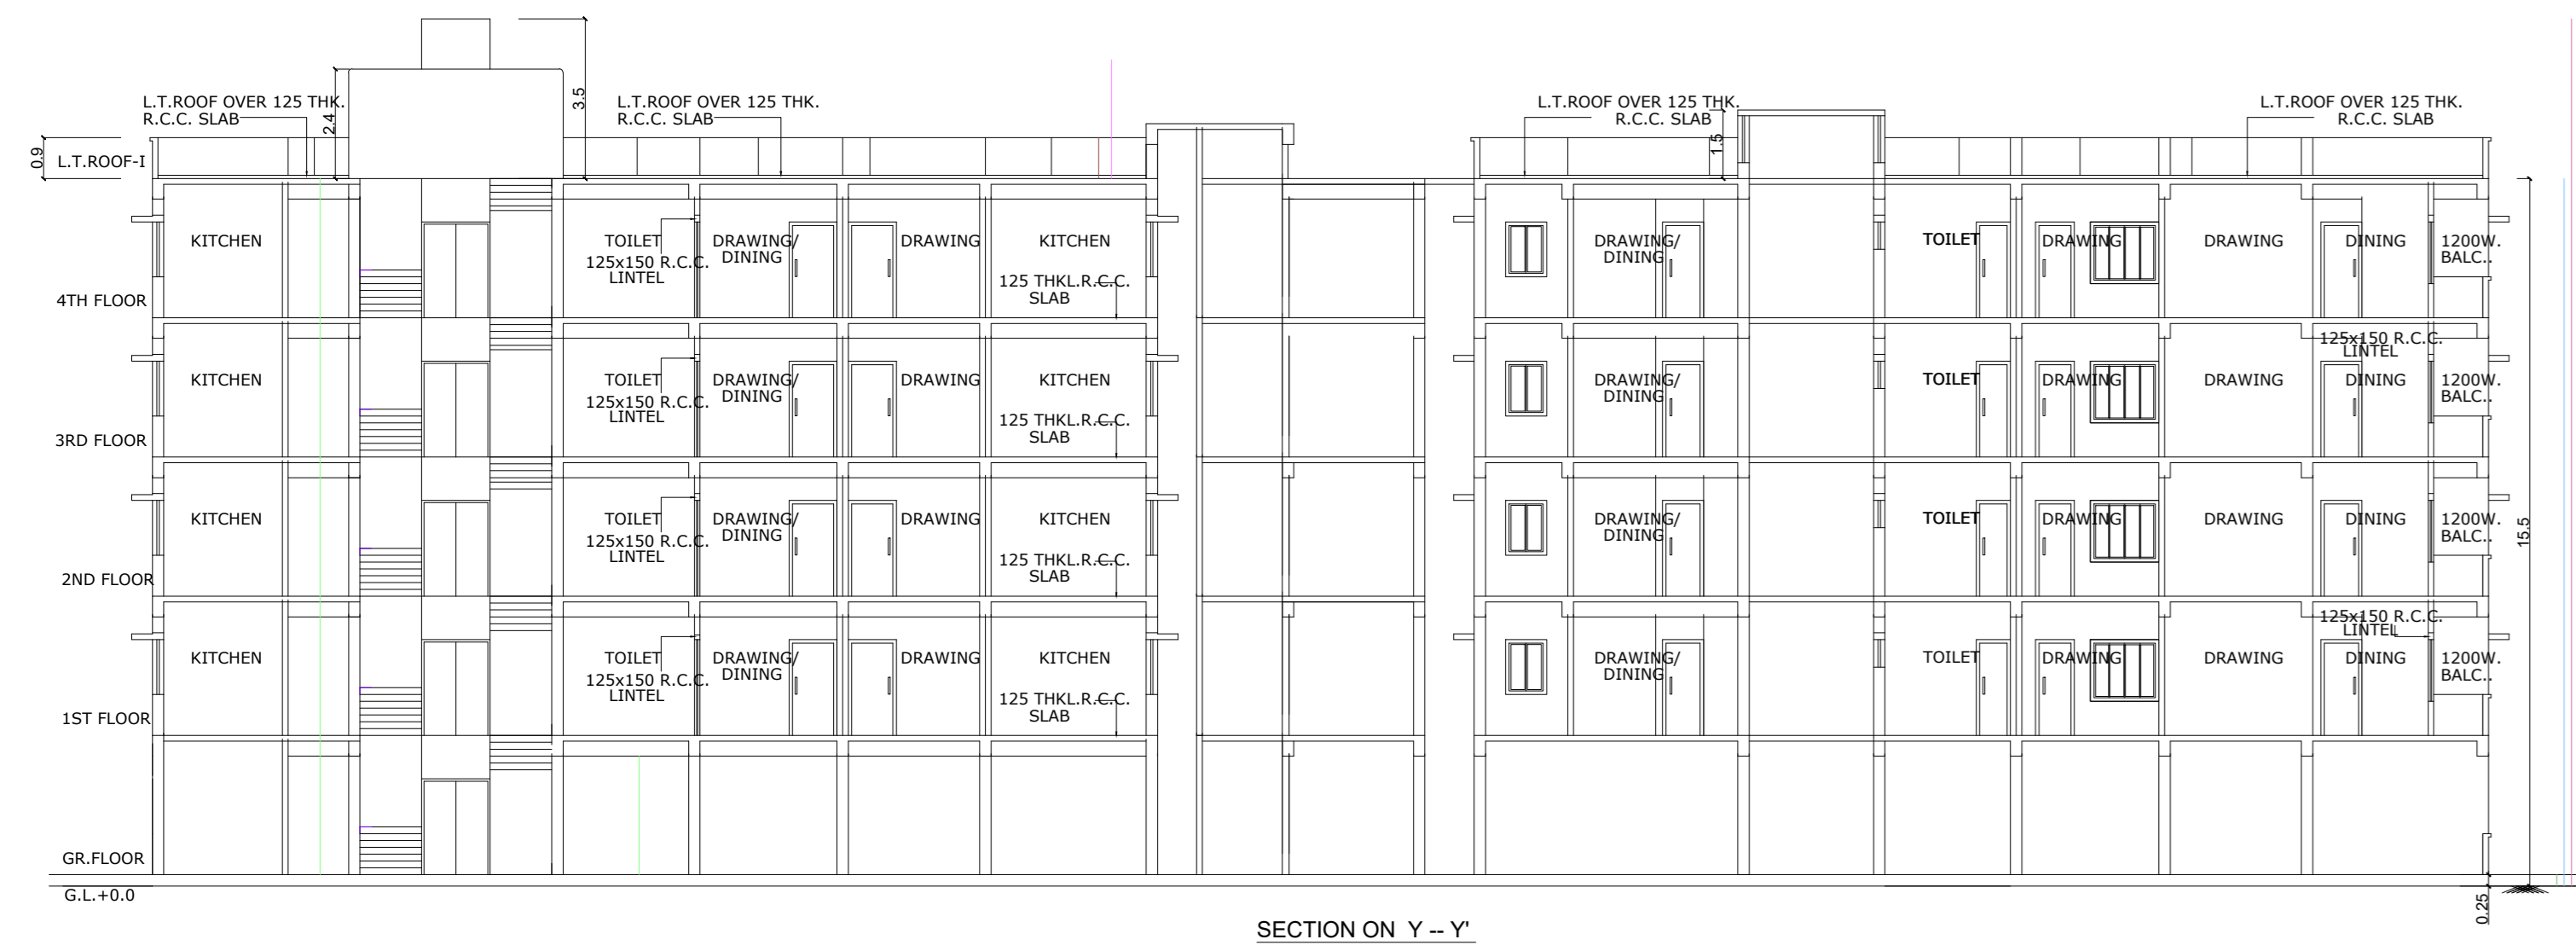 3.5
2.4
L.T.ROOF OVER 125 THK.
R.C.C. SLAB
L.T.ROOF OVER 125 THK.
R.C.C. SLAB
L.T.ROOF OVER 125 THK.
R.C.C. SLAB
L.T.ROOF OVER 125 THK.
R.C.C. SLAB
0.9
L.T.ROOF-I
1.5
4TH FLOOR
KITCHEN
TOILET
125x150 R.C.C.
LINTEL
DRAWING/
DINING
DRAWING
KITCHEN
125 THKL.R.C.C.
SLAB
DRAWING/
DINING
TOILET
DRAWING
DRAWING
DINING
1200W.
BALC..
3RD FLOOR
KITCHEN
TOILET
125x150 R.C.C.
LINTEL
DRAWING/
DINING
DRAWING
KITCHEN
125 THKL.R.C.C.
SLAB
DRAWING/
DINING
TOILET
DRAWING
DRAWING
125x150 R.C.C.
LINTEL
DINING
1200W.
BALC..
2ND FLOOR
KITCHEN
TOILET
125x150 R.C.C.
LINTEL
DRAWING/
DINING
DRAWING
KITCHEN
125 THKL.R.C.C.
SLAB
DRAWING/
DINING
TOILET
DRAWING
DRAWING
DINING
1200W.
BALC..
15.5
1ST FLOOR
KITCHEN
TOILET
125x150 R.C.C.
LINTEL
DRAWING/
DINING
DRAWING
KITCHEN
125 THKL.R.C.C.
SLAB
DRAWING/
DINING
TOILET
DRAWING
DRAWING
125x150 R.C.C.
LINTEL
DINING
1200W.
BALC..
GR.FLOOR
G.L.+0.0
0.25
SECTION ON Y -- Y'